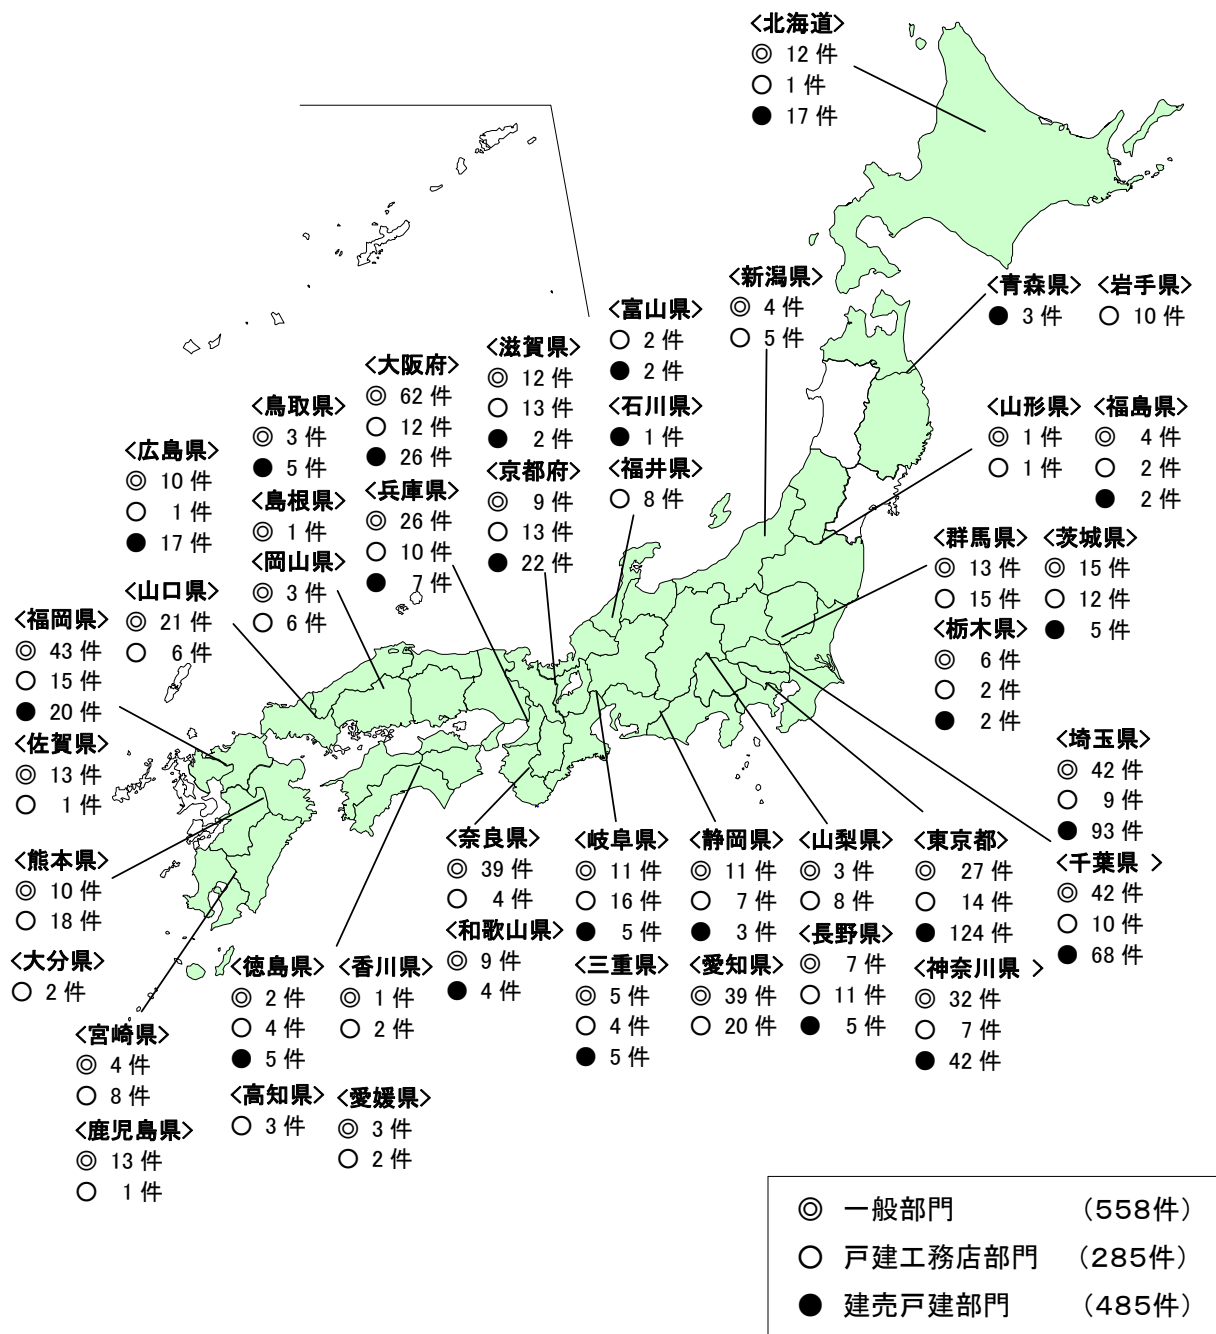 <北海道>
◎ 12 件
○ 1 件
● 17 件
<新潟県>
◎ 4 件
○ 5 件
<青森県>
● 3 件
<岩手県>
○ 10 件
<富山県>
○ 2 件
● 2 件
<石川県>
● 1 件
<福井県>
○ 8 件
<滋賀県>
◎ 12 件
○ 13 件
● 2 件
<京都府>
◎ 9 件
○ 13 件
● 22 件
<大阪府>
◎ 62 件
○ 12 件
● 26 件
<兵庫県>
◎ 26 件
○ 10 件
● 7 件
<鳥取県>
◎ 3 件
● 5 件
<島根県>
◎ 1 件
<岡山県>
◎ 3 件
○ 6 件
<広島県>
◎ 10 件
○ 1 件
● 17 件
<山口県>
◎ 21 件
○ 6 件
<山形県>
◎ 1 件
○ 1 件
<福島県>
◎ 4 件
○ 2 件
● 2 件
<群馬県>
◎ 13 件
○ 15 件
<茨城県>
◎ 15 件
○ 12 件
● 5 件
<栃木県>
◎ 6 件
○ 2 件
● 2 件
<福岡県>
◎ 43 件
○ 15 件
● 20 件
<佐賀県>
◎ 13 件
○ 1 件
<熊本県>
◎ 10 件
○ 18 件
<大分県>
○ 2 件
<宮崎県>
◎ 4 件
○ 8 件
<鹿児島県>
◎ 13 件
○ 1 件
<徳島県>
◎ 2 件
○ 4 件
● 5 件
<高知県>
○ 3 件
<香川県>
◎ 1 件
○ 2 件
<愛媛県>
◎ 3 件
○ 2 件
<奈良県>
◎ 39 件
○ 4 件
<和歌山県>
◎ 9 件
● 4 件
<岐阜県>
◎ 11 件
○ 16 件
● 5 件
<三重県>
◎ 5 件
○ 4 件
● 5 件
<静岡県>
◎ 11 件
○ 7 件
● 3 件
<愛知県>
◎ 39 件
○ 20 件
<山梨県>
◎ 3 件
○ 8 件
<長野県>
◎ 7 件
○ 11 件
● 5 件
<東京都>
◎ 27 件
○ 14 件
● 124 件
<神奈川県 >
◎ 32 件
○ 7 件
● 42 件
<埼玉県>
◎ 42 件
○ 9 件
● 93 件
<千葉県 >
◎ 42 件
○ 10 件
● 68 件
◎ 一般部門 （558件）
○ 戸建工務店部門 （285件）
● 建売戸建部門 （485件）